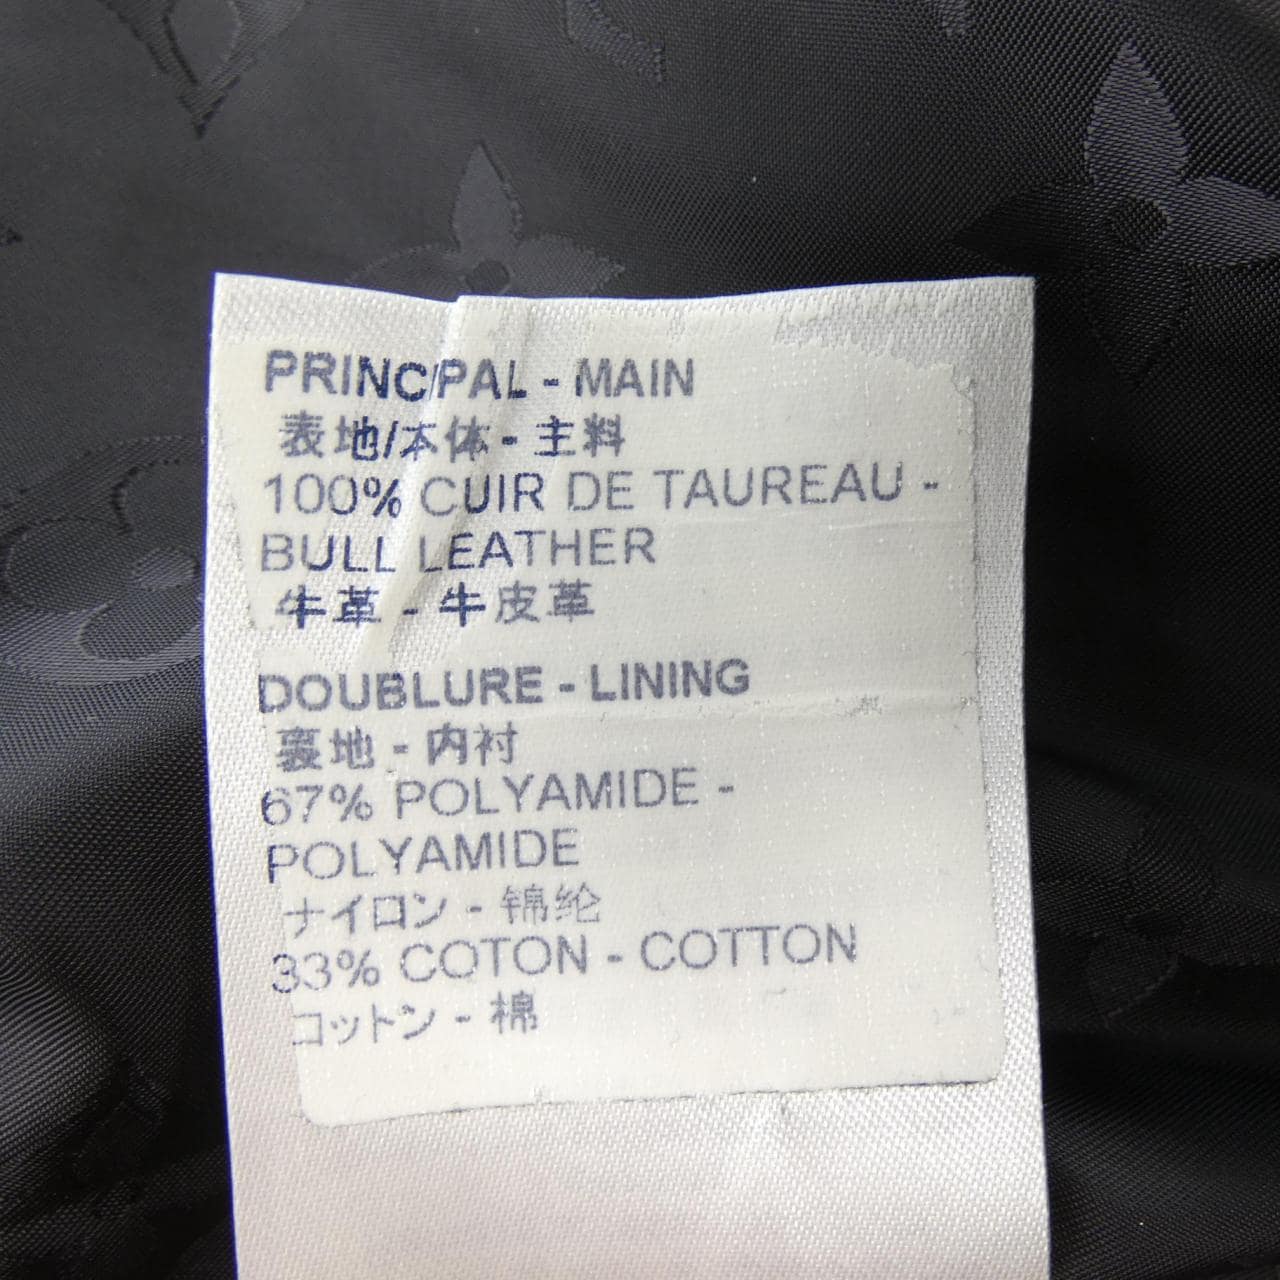 PRINCIPAL - MAIN
表地/本体 - 主料
100% CUIR DE TAUREAU -
BULL LEATHER
牛革 - 牛皮革
DOUBLURE - LINING
裏地 - 内衬
67% POLYAMIDE -
POLYAMIDE
ナイロン - 锦纶
33% COTON - COTTON
コットン - 棉